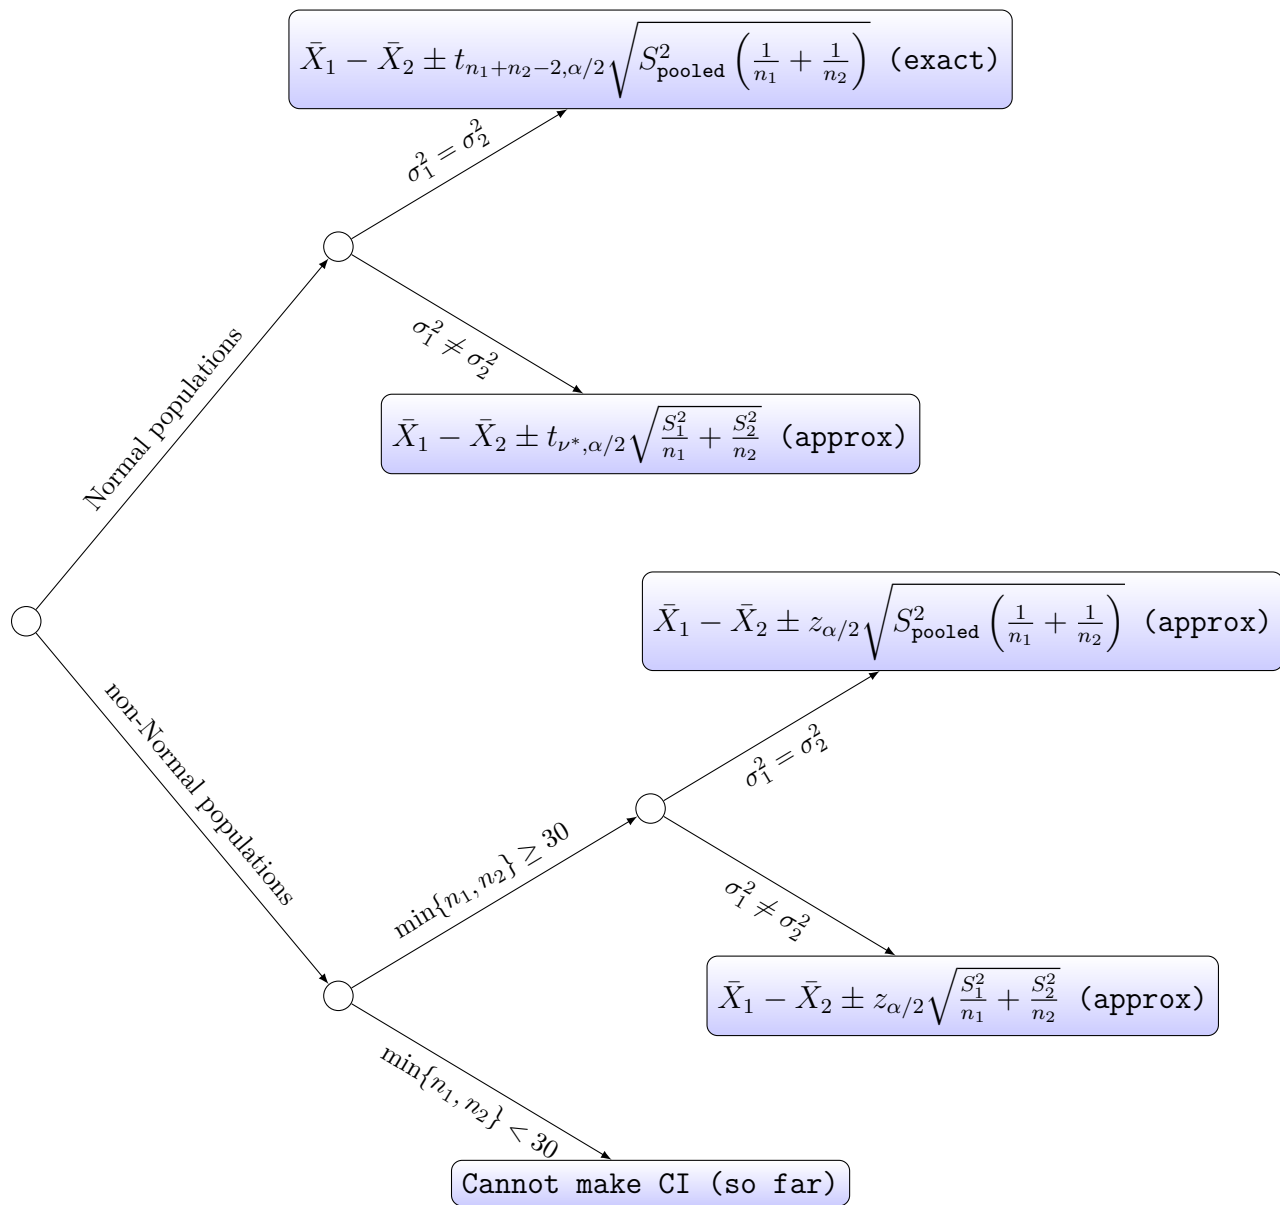 X̄₁ − X̄₂ ± t_{n₁+n₂−2,α/2} √(S²_pooled (1/n₁ + 1/n₂)) (exact)
σ₁² = σ₂²
Normal populations
σ₁² ≠ σ₂²
X̄₁ − X̄₂ ± t_{ν*,α/2} √(S₁²/n₁ + S₂²/n₂) (approx)
X̄₁ − X̄₂ ± z_{α/2} √(S²_pooled (1/n₁ + 1/n₂)) (approx)
non-Normal populations
σ₁² = σ₂²
min{n₁, n₂} ≥ 30
σ₁² ≠ σ₂²
X̄₁ − X̄₂ ± z_{α/2} √(S₁²/n₁ + S₂²/n₂) (approx)
min{n₁, n₂} < 30
Cannot make CI (so far)